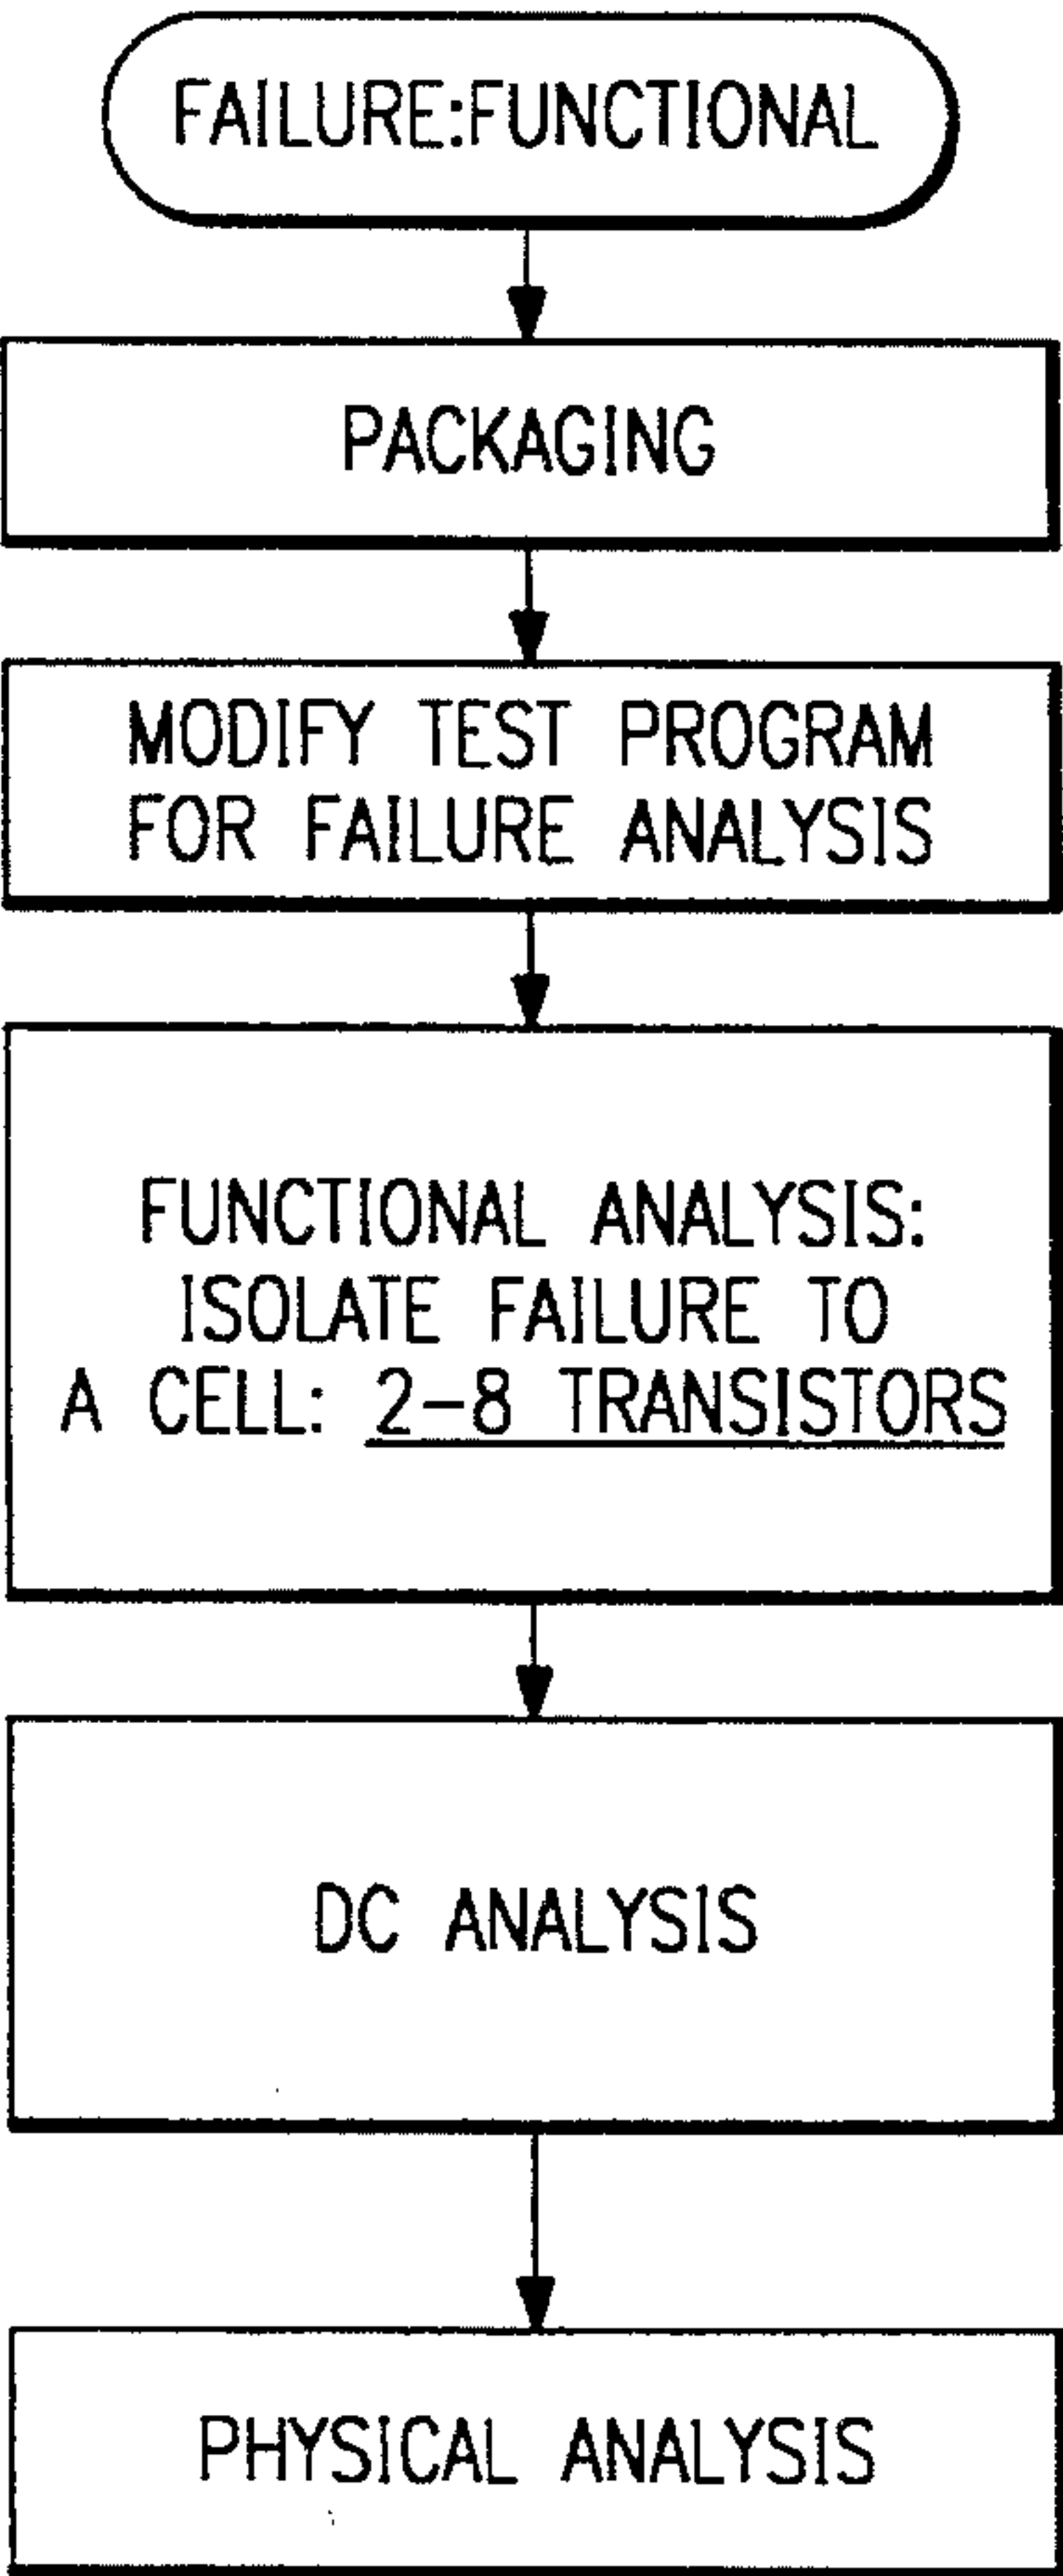 FAILURE:FUNCTIONAL
PACKAGING
MODIFY TEST PROGRAM
FOR FAILURE ANALYSIS
FUNCTIONAL ANALYSIS:
ISOLATE FAILURE TO
A CELL: 2-8 TRANSISTORS
DC ANALYSIS
PHYSICAL ANALYSIS